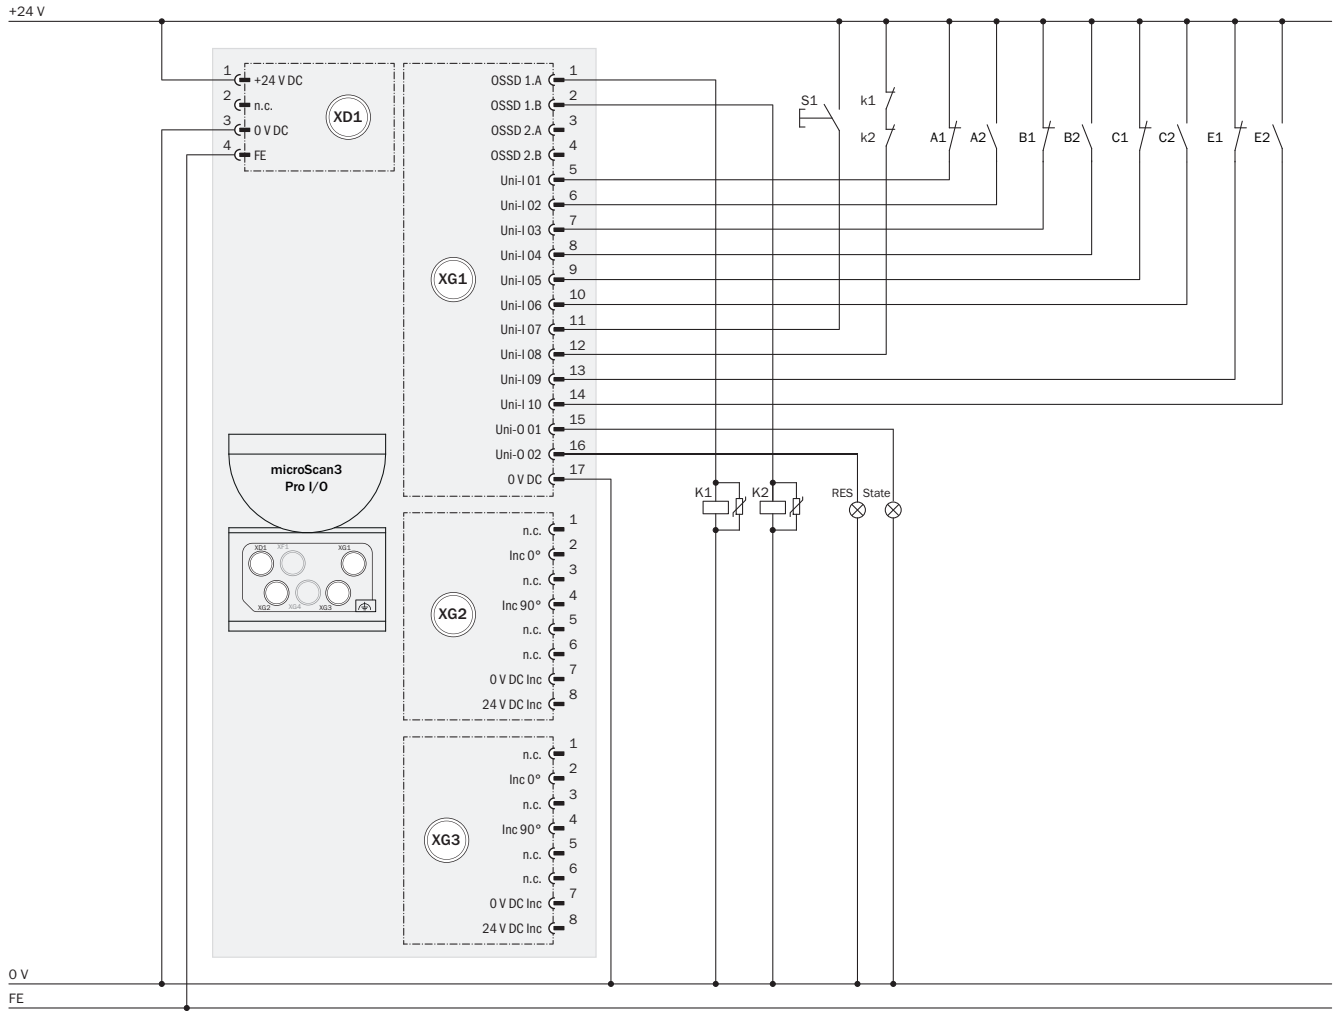 +24 V
1
+24 V DC
2
n.c.
3
0 V DC
4
FE
XD1
OSSD 1.A
1
OSSD 1.B
2
OSSD 2.A
3
OSSD 2.B
4
Uni-I 01
5
Uni-I 02
6
Uni-I 03
7
Uni-I 04
8
Uni-I 05
9
Uni-I 06
10
Uni-I 07
11
Uni-I 08
12
Uni-I 09
13
Uni-I 10
14
Uni-O 01
15
Uni-O 02
16
0 V DC
17
XG1
S1
k1
k2
A1 A2 B1 B2 C1 C2 E1 E2
K1 K2 RES State
microScan3
Pro I/O
XD1 XF1 XG1
XG2 XG4 XG3
n.c.
1
Inc 0°
2
n.c.
3
Inc 90°
4
n.c.
5
n.c.
6
0 V DC Inc
7
24 V DC Inc
8
XG2
n.c.
1
Inc 0°
2
n.c.
3
Inc 90°
4
n.c.
5
n.c.
6
0 V DC Inc
7
24 V DC Inc
8
XG3
0 V
FE